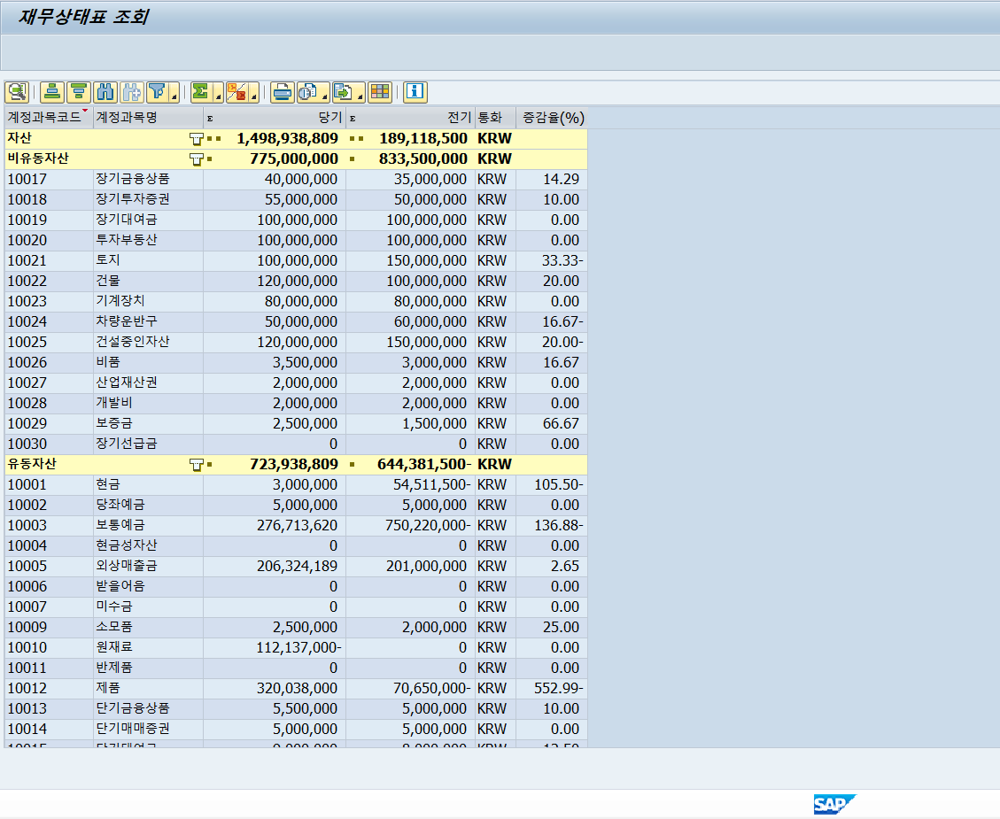 재무상태표 조회
계정과목코드 계정과목명 Σ 당기 Σ 전기 통화 증감율(%)
자산 1,498,938,809 189,118,500 KRW
비유동자산 775,000,000 833,500,000 KRW
10017 장기금융상품 40,000,000 35,000,000 KRW 14.29
10018 장기투자증권 55,000,000 50,000,000 KRW 10.00
10019 장기대여금 100,000,000 100,000,000 KRW 0.00
10020 투자부동산 100,000,000 100,000,000 KRW 0.00
10021 토지 100,000,000 150,000,000 KRW 33.33-
10022 건물 120,000,000 100,000,000 KRW 20.00
10023 기계장치 80,000,000 80,000,000 KRW 0.00
10024 차량운반구 50,000,000 60,000,000 KRW 16.67-
10025 건설중인자산 120,000,000 150,000,000 KRW 20.00-
10026 비품 3,500,000 3,000,000 KRW 16.67
10027 산업재산권 2,000,000 2,000,000 KRW 0.00
10028 개발비 2,000,000 2,000,000 KRW 0.00
10029 보증금 2,500,000 1,500,000 KRW 66.67
10030 장기선급금 0 0 KRW 0.00
유동자산 723,938,809 644,381,500- KRW
10001 현금 3,000,000 54,511,500- KRW 105.50-
10002 당좌예금 5,000,000 5,000,000 KRW 0.00
10003 보통예금 276,713,620 750,220,000- KRW 136.88-
10004 현금성자산 0 0 KRW 0.00
10005 외상매출금 206,324,189 201,000,000 KRW 2.65
10006 받을어음 0 0 KRW 0.00
10007 미수금 0 0 KRW 0.00
10009 소모품 2,500,000 2,000,000 KRW 25.00
10010 원재료 112,137,000- 0 KRW 0.00
10011 반제품 0 0 KRW 0.00
10012 제품 320,038,000 70,650,000- KRW 552.99-
10013 단기금융상품 5,500,000 5,000,000 KRW 10.00
10014 단기매매증권 5,000,000 5,000,000 KRW 0.00
SAP